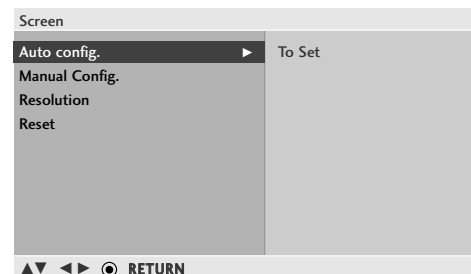 Screen
Auto config. ► To Set
Manual Config.
Resolution
Reset
▲▼ ◄► ⦿ RETURN